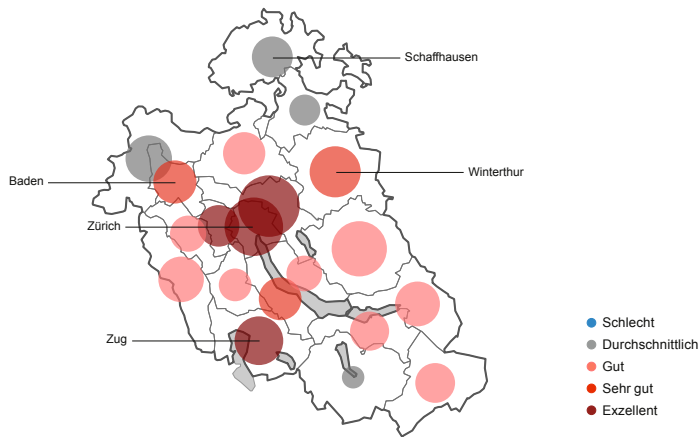 Schaffhausen
Winterthur
Baden
Zürich
Zug
Schlecht
Durchschnittlich
Gut
Sehr gut
Exzellent